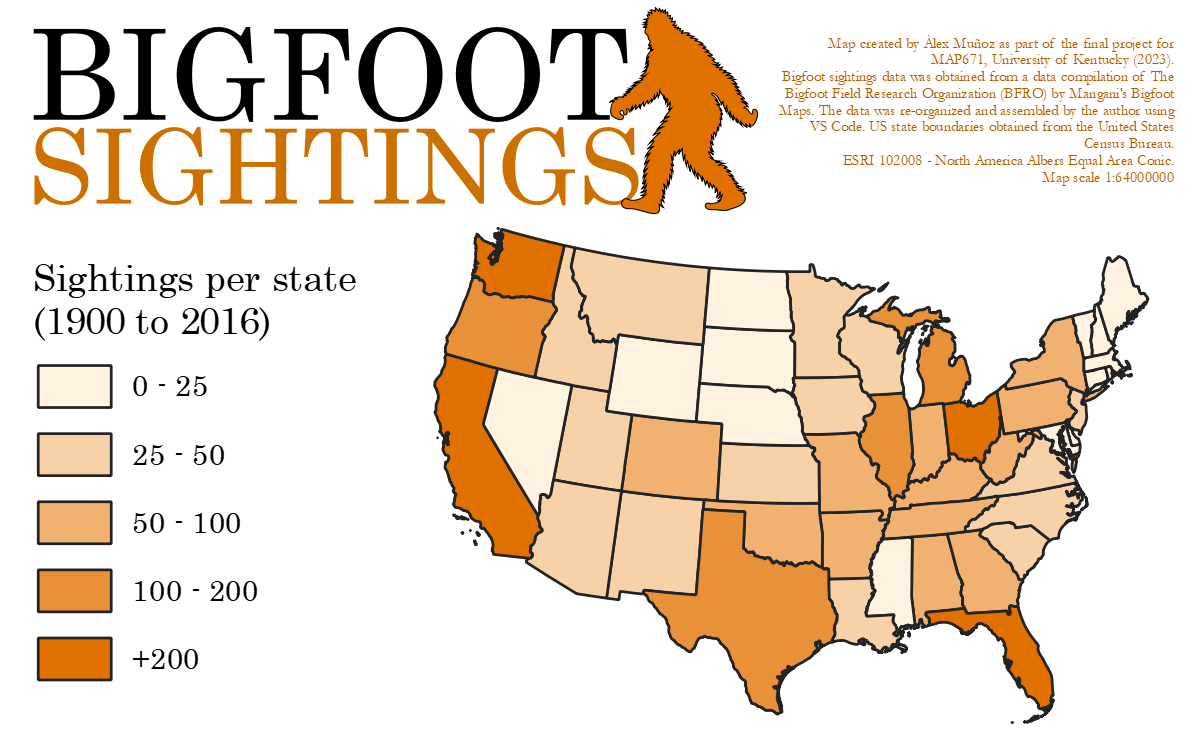 BIGFOOT
SIGHTINGS
Map created by Àlex Muñoz as part of the final project for
MAP671, University of Kentucky (2023).
Bigfoot sightings data was obtained from a data compilation of The
Bigfoot Field Research Organization (BFRO) by Mangani's Bigfoot
Maps. The data was re-organized and assembled by the author using
VS Code. US state boundaries obtained from the United States
Census Bureau.
ESRI 102008 - North America Albers Equal Area Conic.
Map scale 1:64000000
Sightings per state
(1900 to 2016)
0 - 25
25 - 50
50 - 100
100 - 200
+200